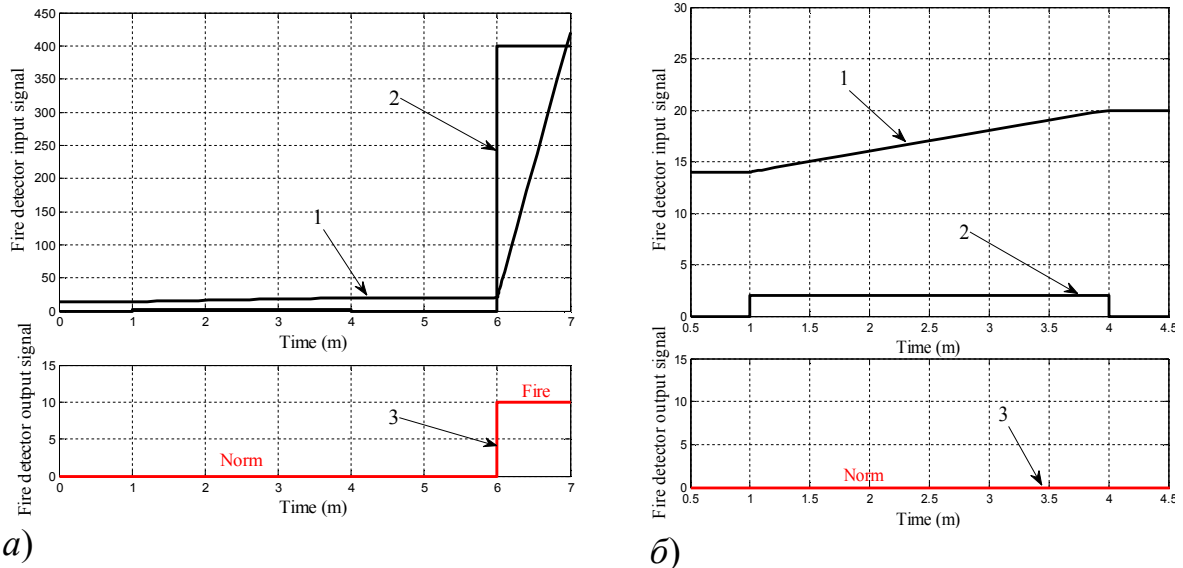 450
400
350
300
250
200
150
100
50
0
Fire detector input signal
2
1
0 1 2 3 4 5 6 7
Time (m)
15
10
5
0
Fire detector output signal
Fire
3
Norm
0 1 2 3 4 5 6 7
Time (m)
а)
30
25
20
15
10
5
0
Fire detector input signal
1
2
0.5 1 1.5 2 2.5 3 3.5 4 4.5
Time (m)
15
10
5
0
Fire detector output signal
3
Norm
0.5 1 1.5 2 2.5 3 3.5 4 4.5
Time (m)
б)